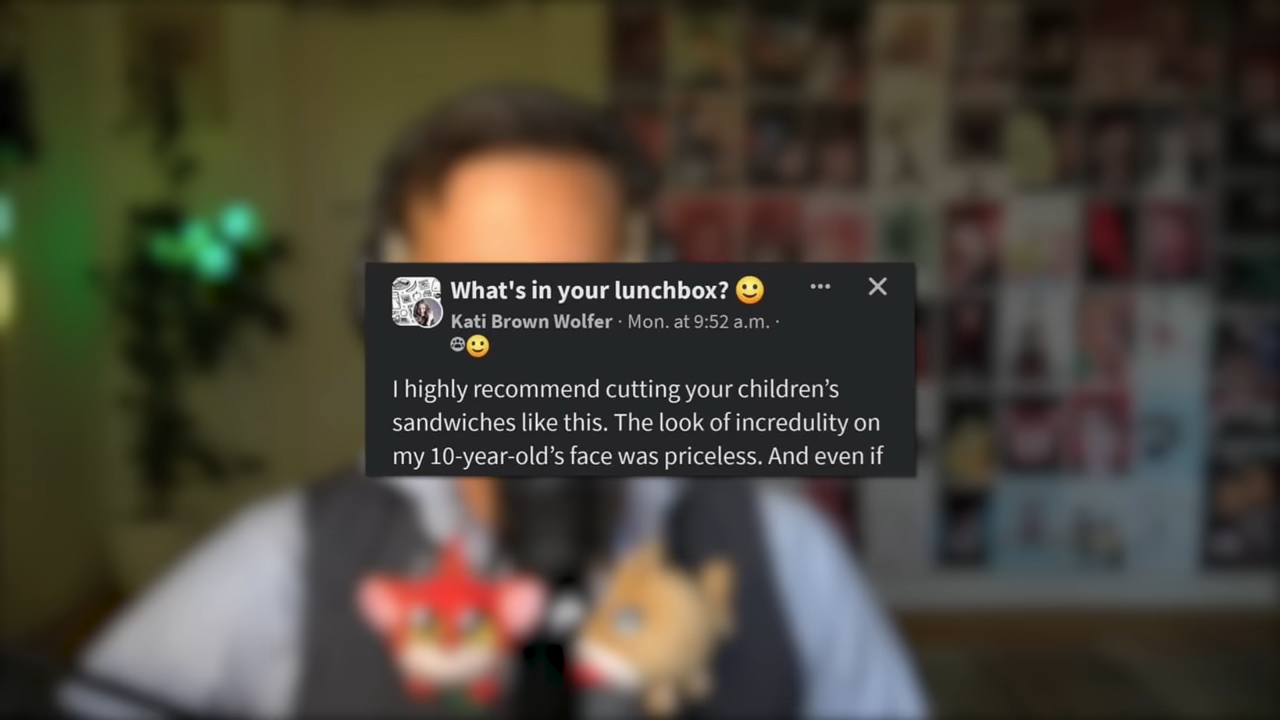 What's in your lunchbox? 🙂
Kati Brown Wolfer · Mon. at 9:52 a.m. ·
I highly recommend cutting your children’s
sandwiches like this. The look of incredulity on
my 10-year-old’s face was priceless. And even if